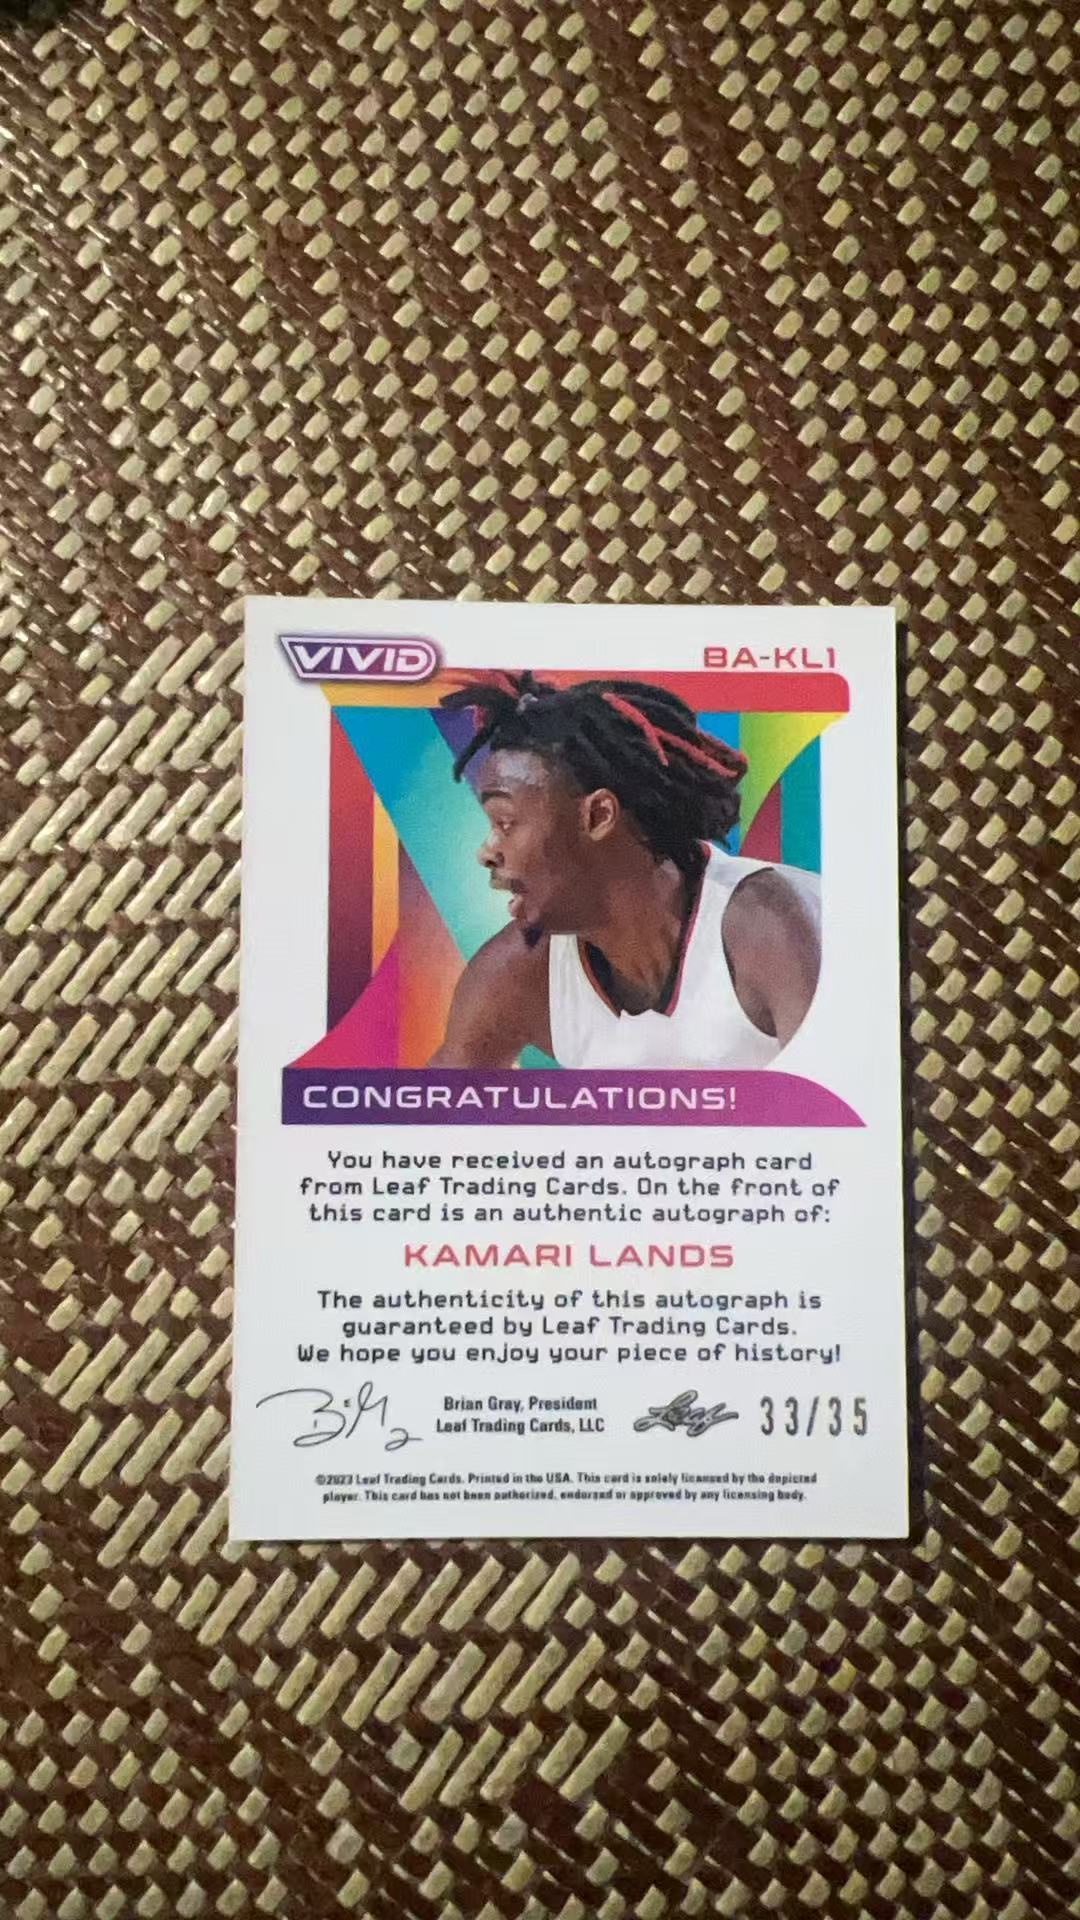 VIVID
BA-KL1
CONGRATULATIONS!
You have received an autograph card
from Leaf Trading Cards. On the front of
this card is an authentic autograph of:
KAMARI LANDS
The authenticity of this autograph is
guaranteed by Leaf Trading Cards.
We hope you enjoy your piece of history!
Brian Gray, President
Leaf Trading Cards, LLC
Leaf
33/35
©2023 Leaf Trading Cards. Printed in the USA. This card is solely licensed by the depicted
player. This card has not been authorized, endorsed or approved by any licensing body.